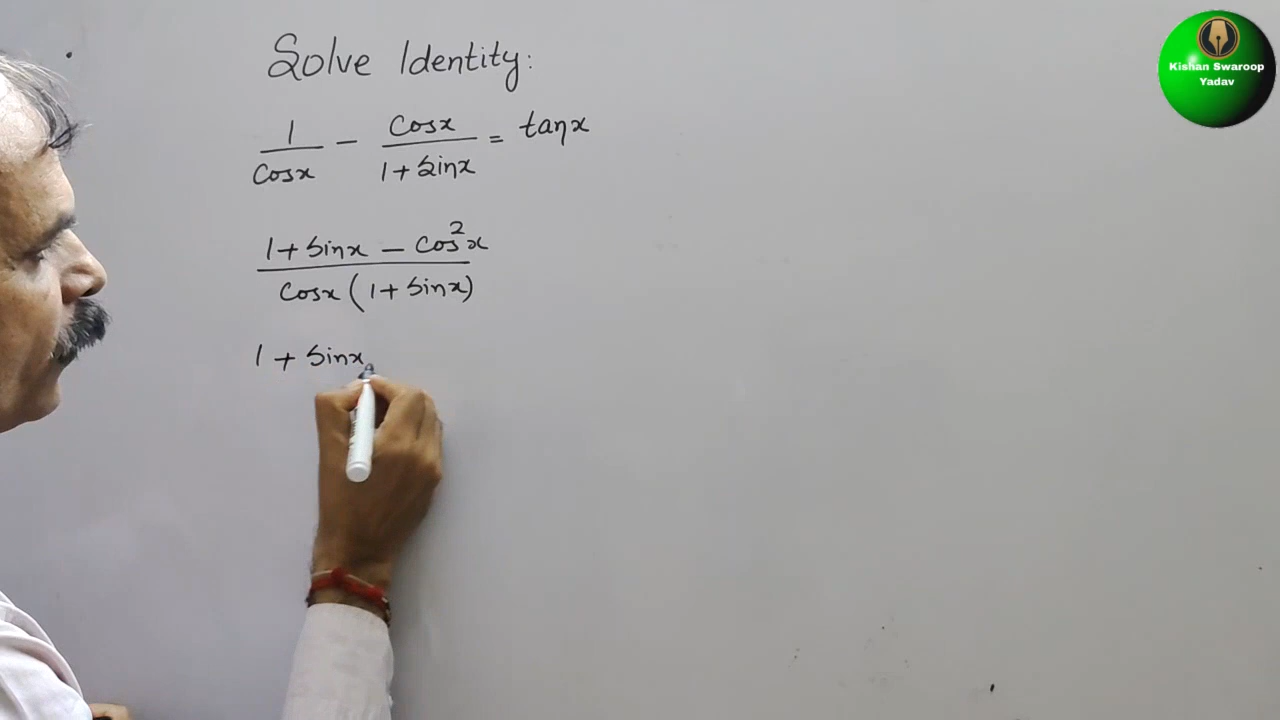 Solve Identity:
1/cosx - cosx/1+sinx = tanx
1+sinx - cos²x
cosx(1+sinx)
1 + sinx
Kishan Swaroop
Yadav